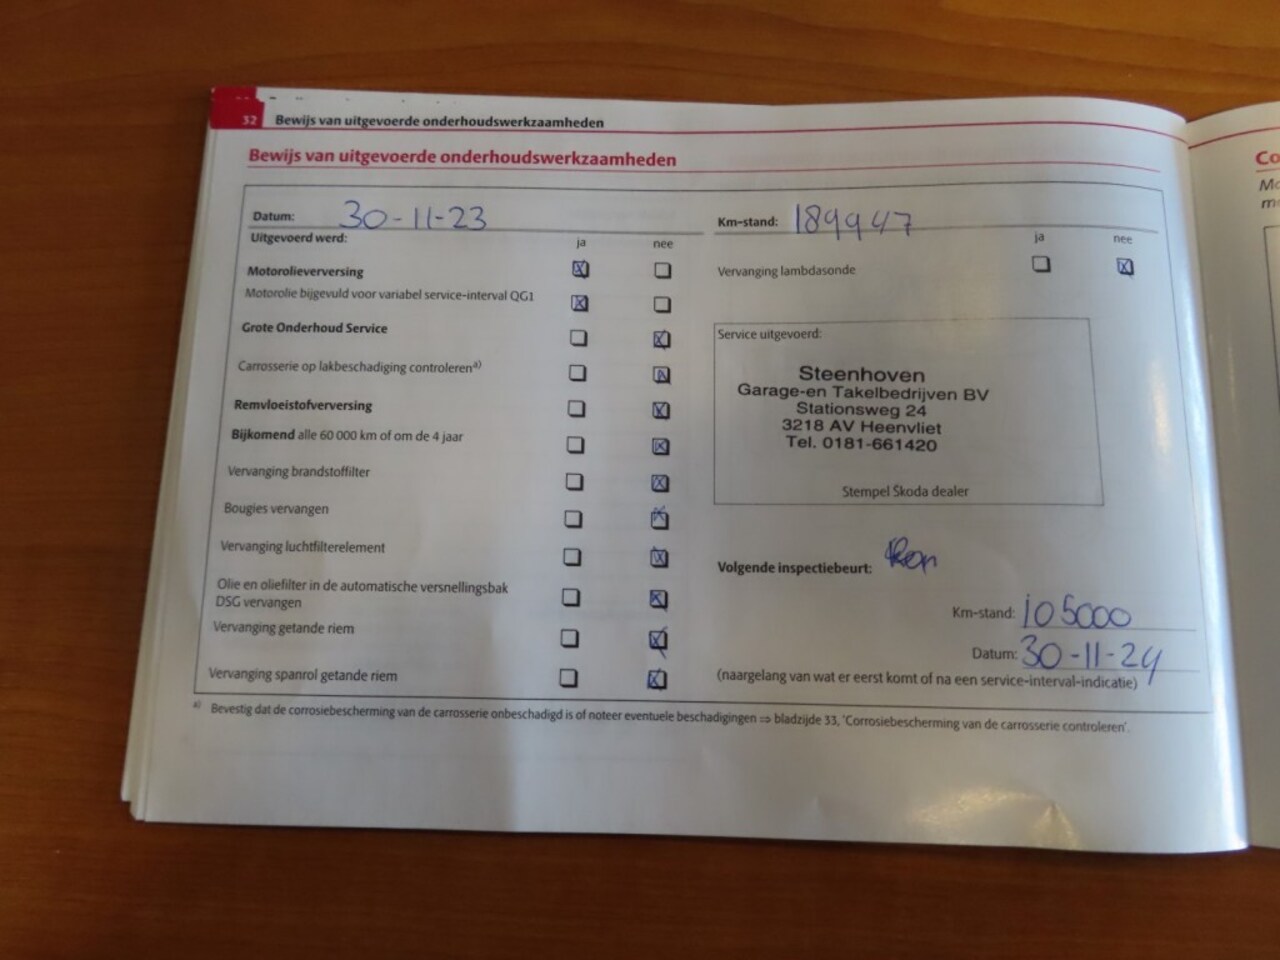 32 Bewijs van uitgevoerde onderhoudswerkzaamheden
Bewijs van uitgevoerde onderhoudswerkzaamheden
Datum: 30-11-23
Uitgevoerd werd: ja nee
Motorolieverversing
Motorolie bijgevuld voor variabel service-interval QG1
Grote Onderhoud Service
Carrosserie op lakbeschadiging controlerena)
Remvloeistofverversing
Bijkomend alle 60 000 km of om de 4 jaar
Vervanging brandstoffilter
Bougies vervangen
Vervanging luchtfilterelement
Olie en oliefilter in de automatische versnellingsbak
DSG vervangen
Vervanging getande riem
Vervanging spanrol getande riem
Km-stand: 189947
ja nee
Vervanging lambdasonde
Service uitgevoerd:
Steenhoven
Garage-en Takelbedrijven BV
Stationsweg 24
3218 AV Heenvliet
Tel. 0181-661420
Stempel Škoda dealer
Volgende inspectiebeurt:
Km-stand: 105000
Datum: 30-11-24
(naargelang van wat er eerst komt of na een service-interval-indicatie)
a) Bevestig dat de corrosiebescherming van de carrosserie onbeschadigd is of noteer eventuele beschadigingen ⇒ bladzijde 33, 'Corrosiebescherming van de carrosserie controleren'.
Co